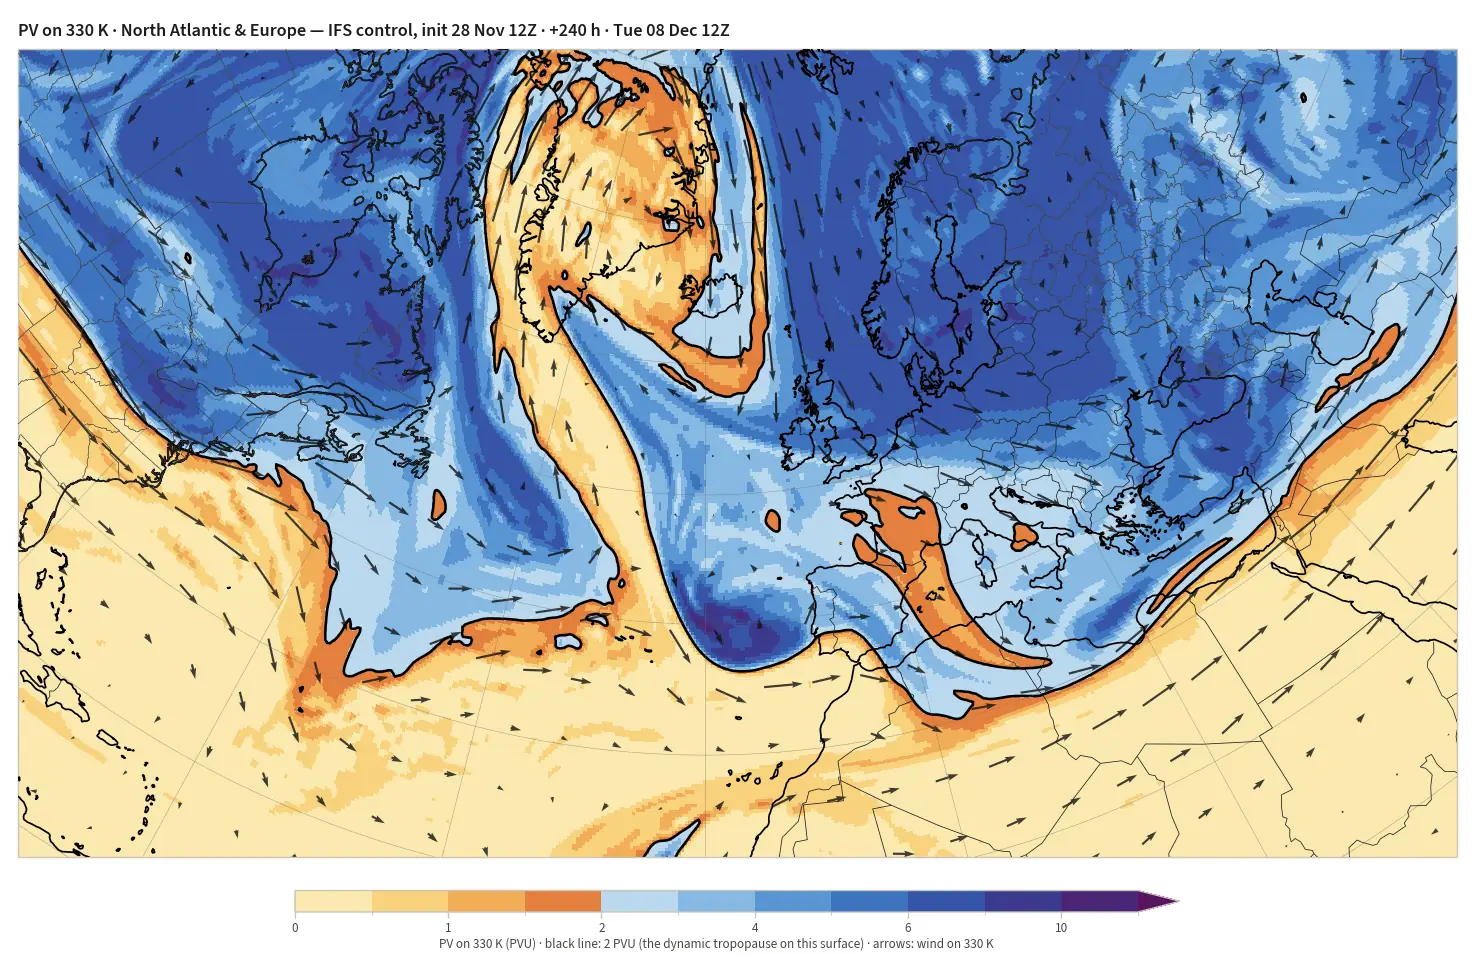 PV on 330 K · North Atlantic & Europe — IFS control, init 28 Nov 12Z · +240 h · Tue 08 Dec 12Z
0 1 2 4 6 10
PV on 330 K (PVU) · black line: 2 PVU (the dynamic tropopause on this surface) · arrows: wind on 330 K